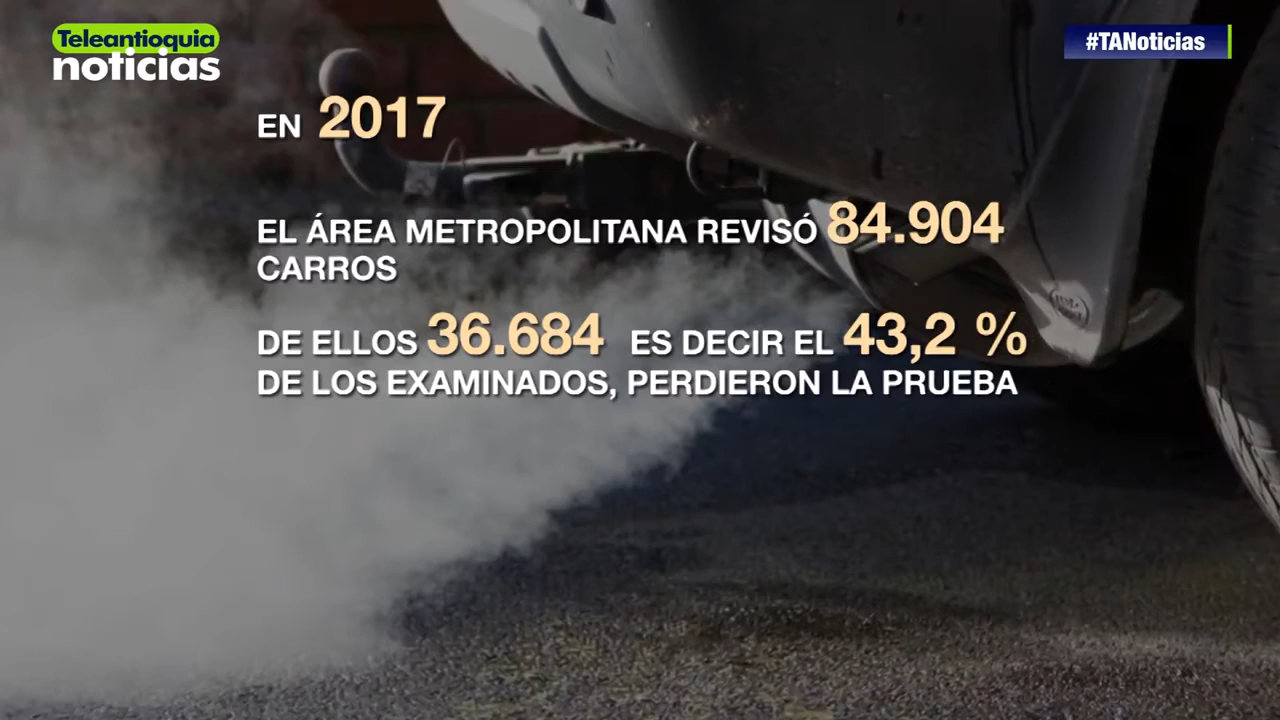 Teleantioquia
noticias
#TANoticias
EN 2017
EL ÁREA METROPOLITANA REVISÓ 84.904
CARROS
DE ELLOS 36.684 ES DECIR EL 43,2 %
DE LOS EXAMINADOS, PERDIERON LA PRUEBA